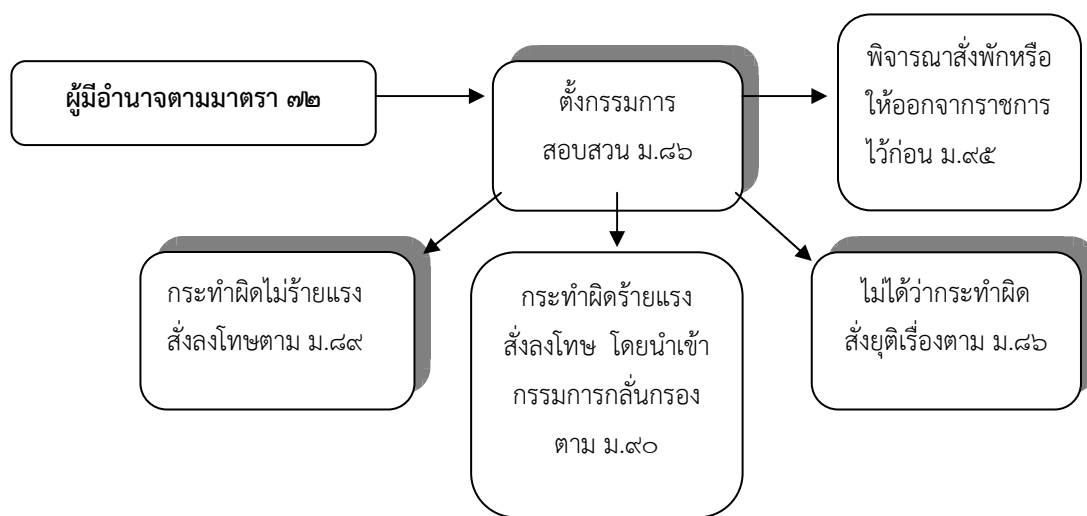 ผู้มีอำนาจตามมาตรา ๗๒
ตั้งกรรมการ
สอบสวน ม.๘๖
พิจารณาสั่งพักหรือ
ให้ออกจากราชการ
ไว้ก่อน ม.๙๕
กระทำผิดไม่ร้ายแรง
สั่งลงโทษตาม ม.๘๙
กระทำผิดร้ายแรง
สั่งลงโทษ โดยนำเข้า
กรรมการกลั่นกรอง
ตาม ม.๙๐
ไม่ได้ว่ากระทำผิด
สั่งยุติเรื่องตาม ม.๘๖